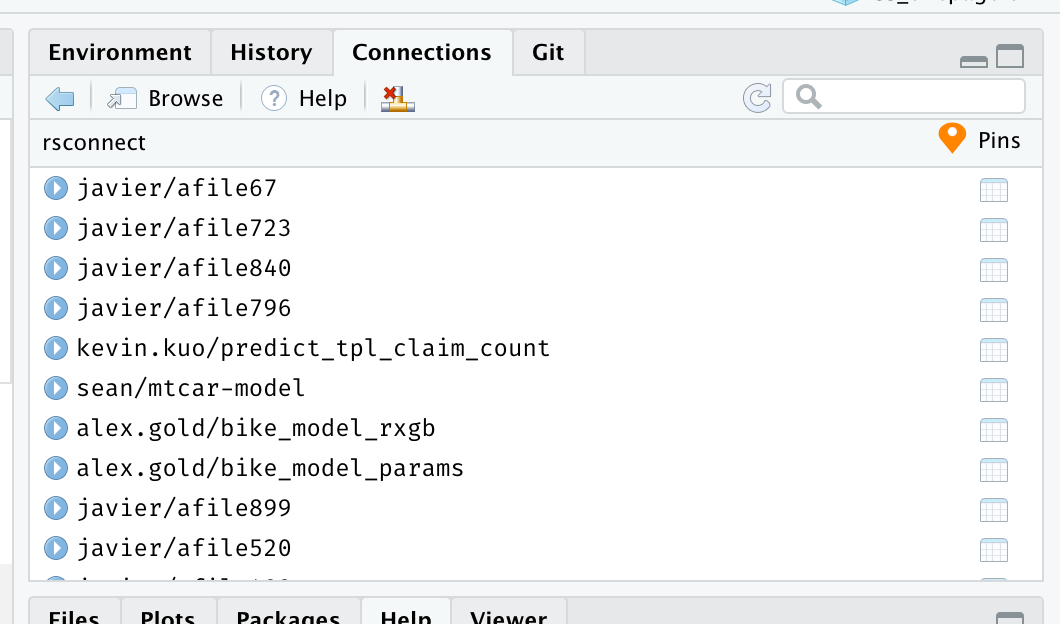 Environment History Connections Git
Browse ? Help
rsconnect Pins
javier/afile67
javier/afile723
javier/afile840
javier/afile796
kevin.kuo/predict_tpl_claim_count
sean/mtcar-model
alex.gold/bike_model_rxgb
alex.gold/bike_model_params
javier/afile899
javier/afile520
Files Plots Packages Help Viewer